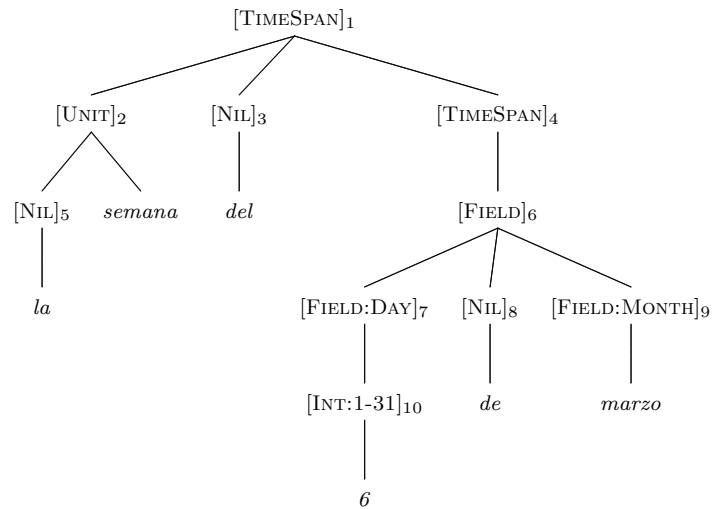 [TIMESPAN]1
[UNIT]2 [NIL]3 [TIMESPAN]4
[NIL]5 semana del [FIELD]6
la [FIELD:DAY]7 [NIL]8 [FIELD:MONTH]9
[INT:1-31]10 de marzo
6